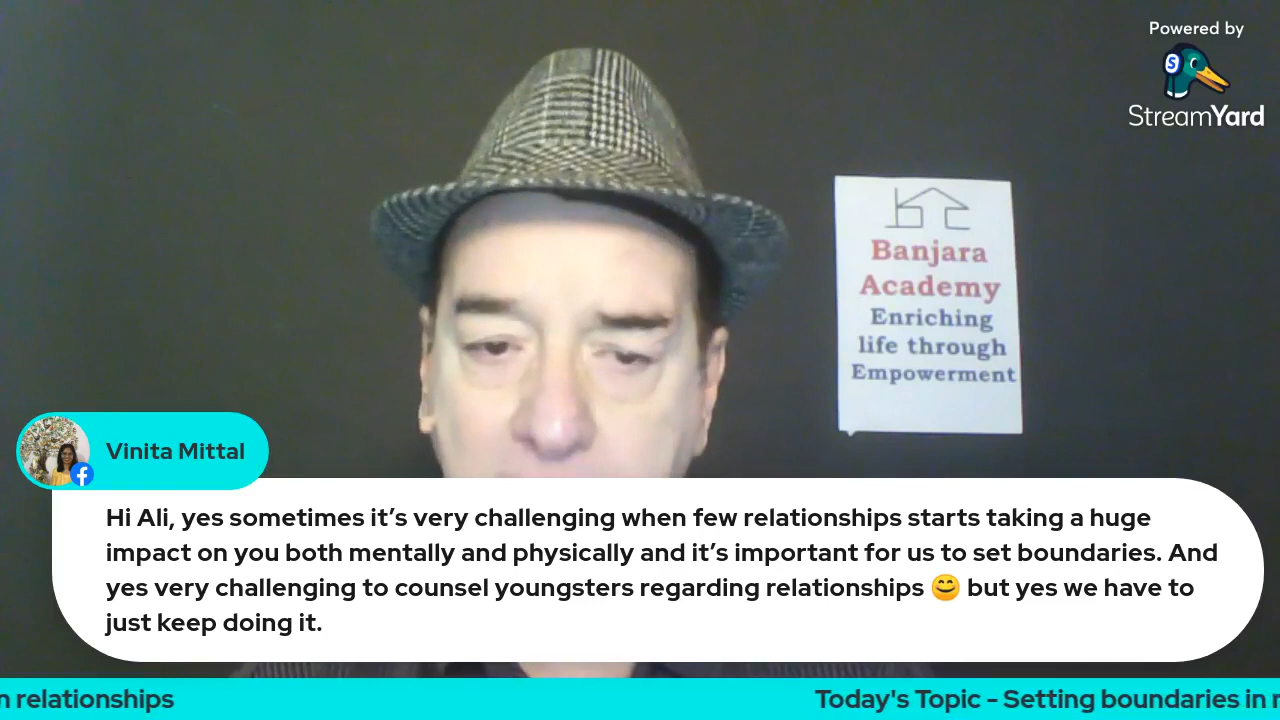 Powered by
StreamYard
Banjara
Academy
Enriching
life through
Empowerment
Vinita Mittal
Hi Ali, yes sometimes it’s very challenging when few relationships starts taking a huge
impact on you both mentally and physically and it’s important for us to set boundaries. And
yes very challenging to counsel youngsters regarding relationships 😊 but yes we have to
just keep doing it.
n relationships
Today's Topic - Setting boundaries in r